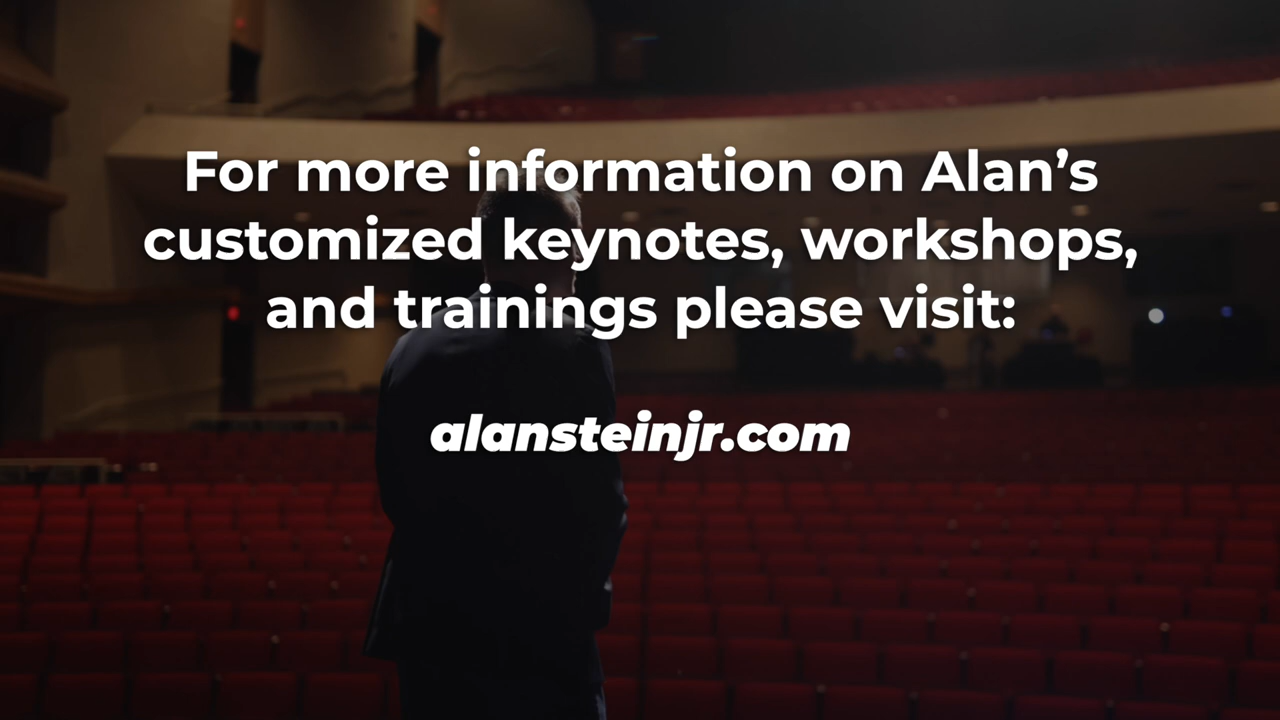 For more information on Alan’s
customized keynotes, workshops,
and trainings please visit:
alansteinjr.com